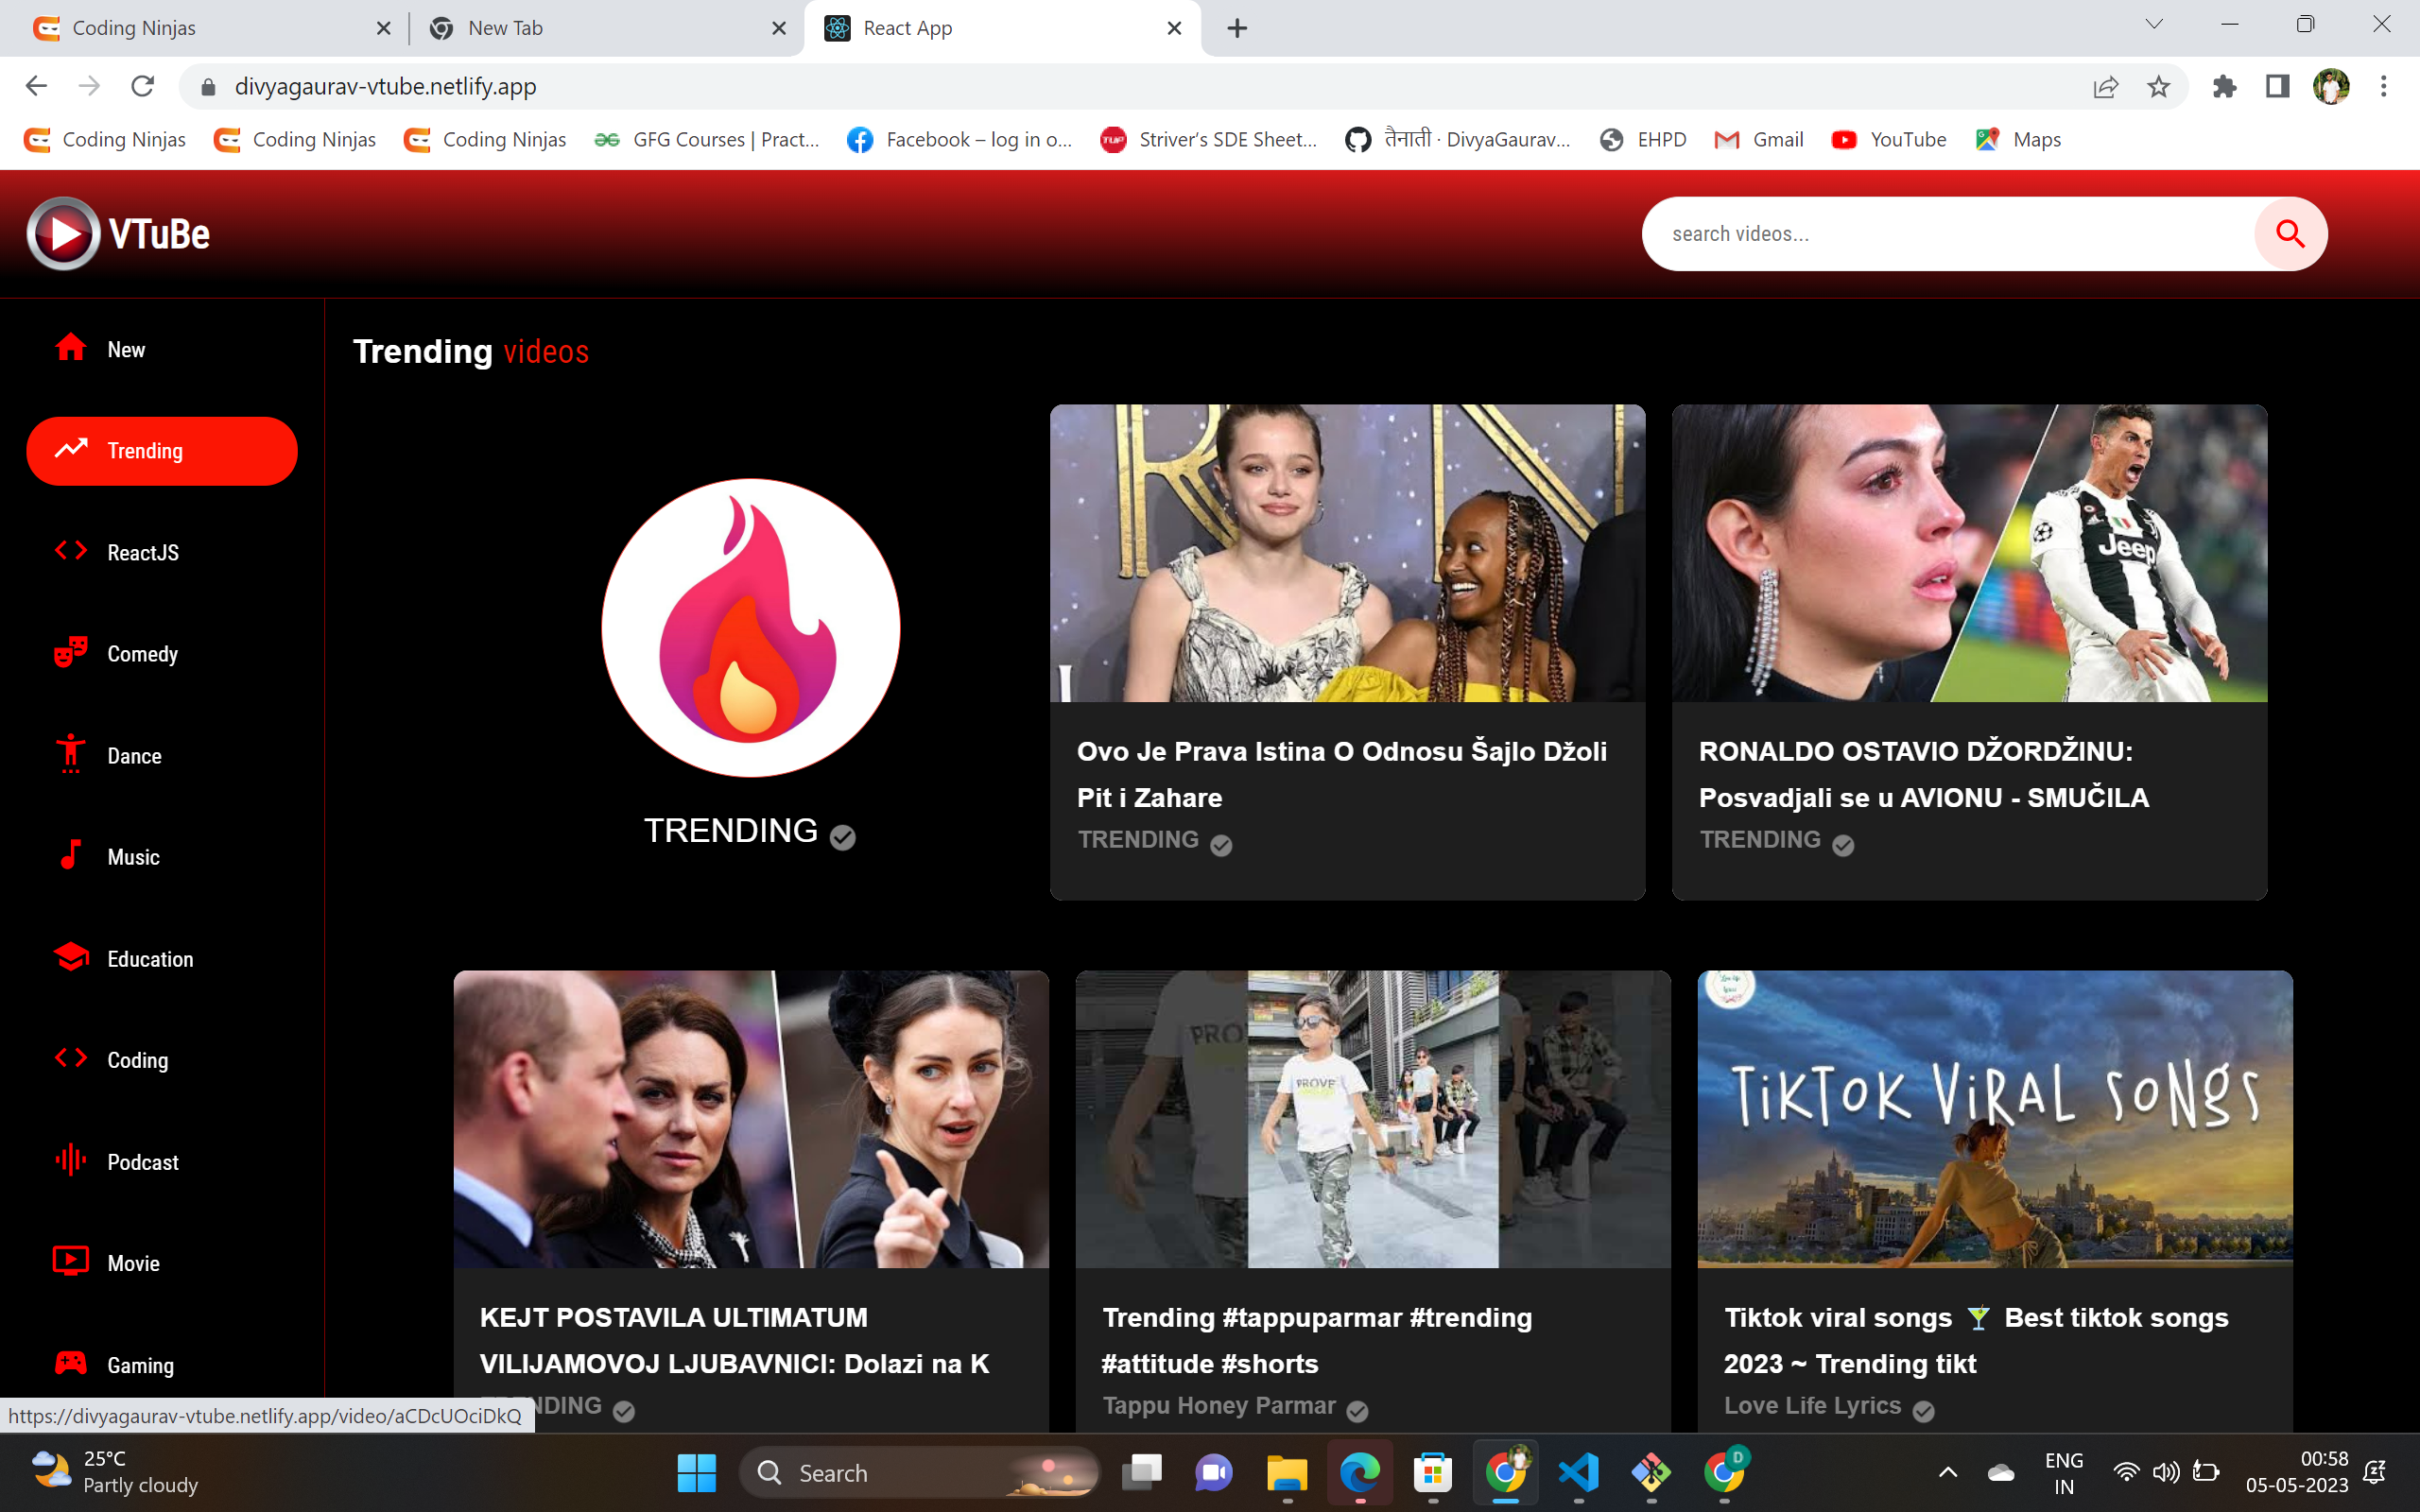 Coding Ninjas
New Tab
React App
divyagaurav-vtube.netlify.app
Coding Ninjas
Coding Ninjas
Coding Ninjas
GFG Courses | Pract...
Facebook – log in o...
Striver's SDE Sheet...
तैनाती · DivyaGaurav...
EHPD
Gmail
YouTube
Maps
VTuBe
search videos...
New
Trending
ReactJS
Comedy
Dance
Music
Education
Coding
Podcast
Movie
Gaming
Trending videos
TRENDING
Jeep
Ovo Je Prava Istina O Odnosu Šajlo Džoli
Pit i Zahare
TRENDING
RONALDO OSTAVIO DŽORDŽINU:
Posvadjali se u AVIONU - SMUČILA
TRENDING
KEJT POSTAVILA ULTIMATUM
VILIJAMOVOJ LJUBAVNICI: Dolazi na K
NDING
PROVE
Trending #tappuparmar #trending
#attitude #shorts
Tappu Honey Parmar
TiKTOK ViRAL SONgS
Tiktok viral songs 🍸 Best tiktok songs
2023 ~ Trending tikt
Love Life Lyrics
https://divyagaurav-vtube.netlify.app/video/aCDcUOciDkQ
25°C
Partly cloudy
Search
D
ENG
IN
00:58
05-05-2023